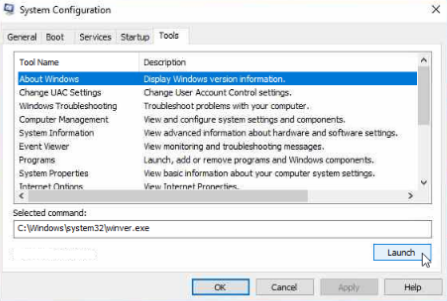 System Configuration
General Boot Services Startup Tools
Tool Name Description
About Windows Display Windows version information.
Change UAC Settings Change User Account Control settings.
Windows Troubleshooting Troubleshoot problems with your computer.
Computer Management View and configure system settings and components.
System Information View advanced information about hardware and software settings.
Event Viewer View monitoring and troubleshooting messages.
Programs Launch, add or remove programs and Windows components.
System Properties View basic information about your computer system settings.
Internet Options View Internet Properties.
Selected command:
C:\Windows\system32\winver.exe
Launch
OK Cancel Apply Help